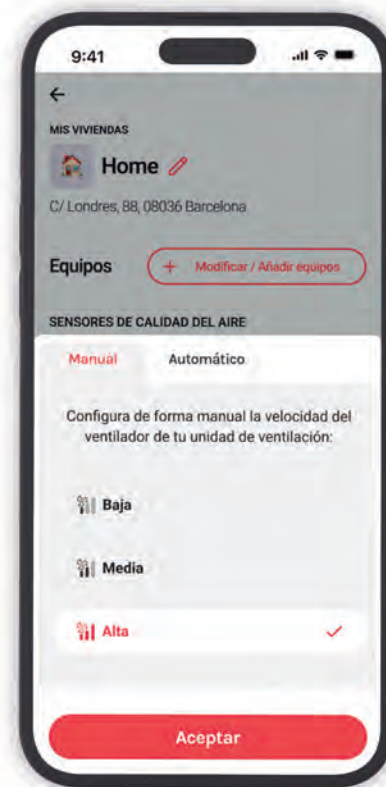 9:41
MIS VIVIENDAS
Home
C/ Londres, 88, 08036 Barcelona
Equipos
+ Modificar / Añadir equipos
SENSORES DE CALIDAD DEL AIRE
Manual Automático
Configura de forma manual la velocidad del
ventilador de tu unidad de ventilación:
Baja
Media
Alta
Aceptar